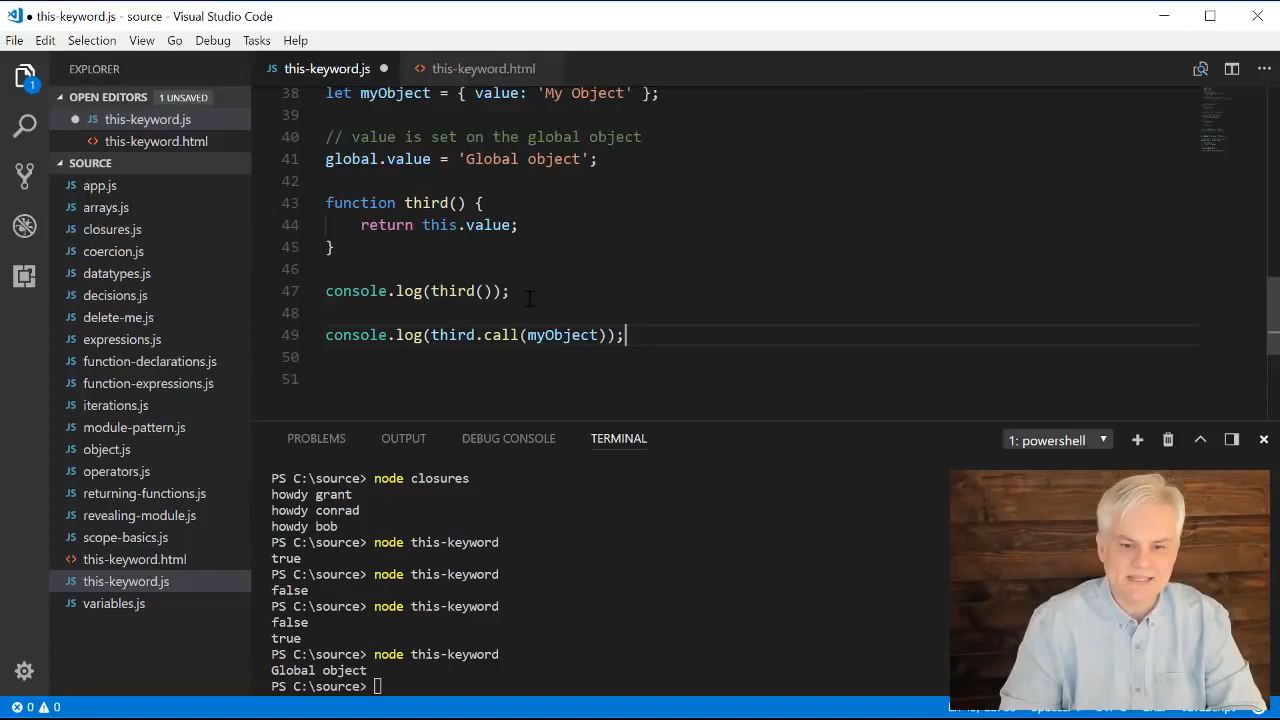 ● this-keyword.js - source - Visual Studio Code
File Edit Selection View Go Debug Tasks Help
EXPLORER
JS this-keyword.js ●
<> this-keyword.html
1
OPEN EDITORS 1 UNSAVED
● JS this-keyword.js
<> this-keyword.html
SOURCE
JS app.js
JS arrays.js
JS closures.js
JS coercion.js
JS datatypes.js
JS decisions.js
JS delete-me.js
JS expressions.js
JS function-declarations.js
JS function-expressions.js
JS iterations.js
JS module-pattern.js
JS object.js
JS operators.js
JS returning-functions.js
JS revealing-module.js
JS scope-basics.js
<> this-keyword.html
JS this-keyword.js
JS variables.js
38 let myObject = { value: 'My Object' };
39
40 // value is set on the global object
41 global.value = 'Global object';
42
43 function third() {
44 return this.value;
45 }
46
47 console.log(third());
48
49 console.log(third.call(myObject));
50
51
PROBLEMS OUTPUT DEBUG CONSOLE TERMINAL
1: powershell
PS C:\source> node closures
howdy grant
howdy conrad
howdy bob
PS C:\source> node this-keyword
true
PS C:\source> node this-keyword
false
PS C:\source> node this-keyword
false
true
PS C:\source> node this-keyword
Global object
PS C:\source>
0 0